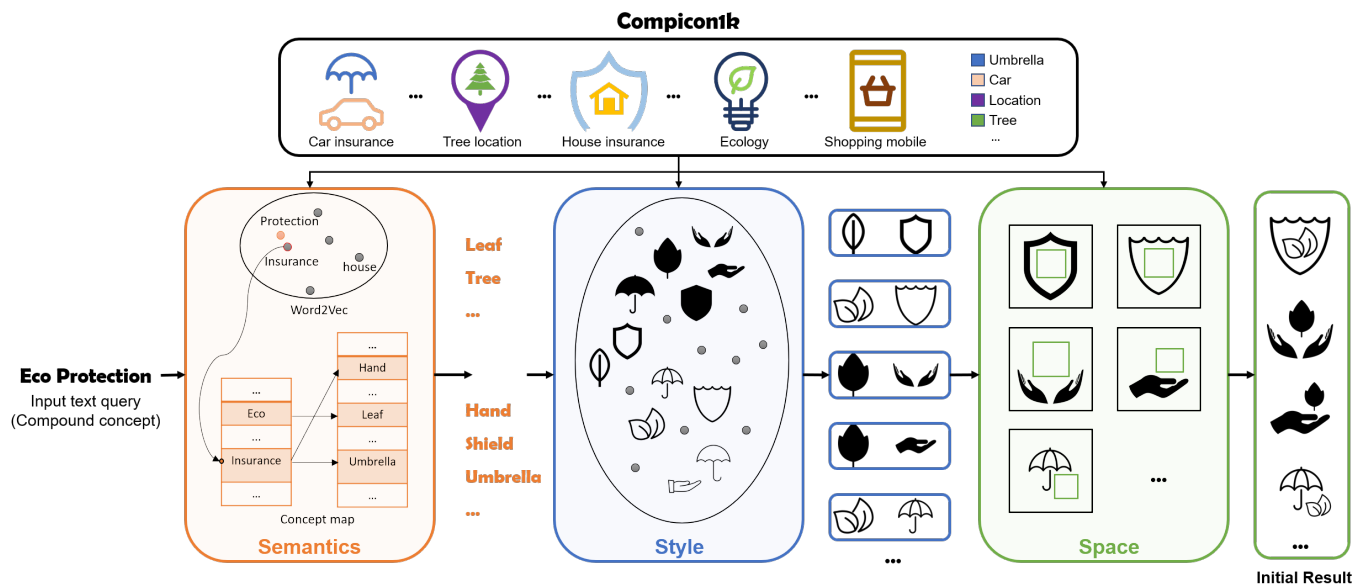 Compicon1k
Car insurance
...
Tree location
...
House insurance
...
Ecology
...
Shopping mobile
Umbrella
Car
Location
Tree
...
Eco Protection
Input text query
(Compound concept)
Protection
Insurance
house
Word2Vec
...
Eco
...
Insurance
...
...
Hand
...
Leaf
...
Umbrella
...
Concept map
Semantics
Leaf
Tree
...
Hand
Shield
Umbrella
...
Style
...
...
Space
...
Initial Result